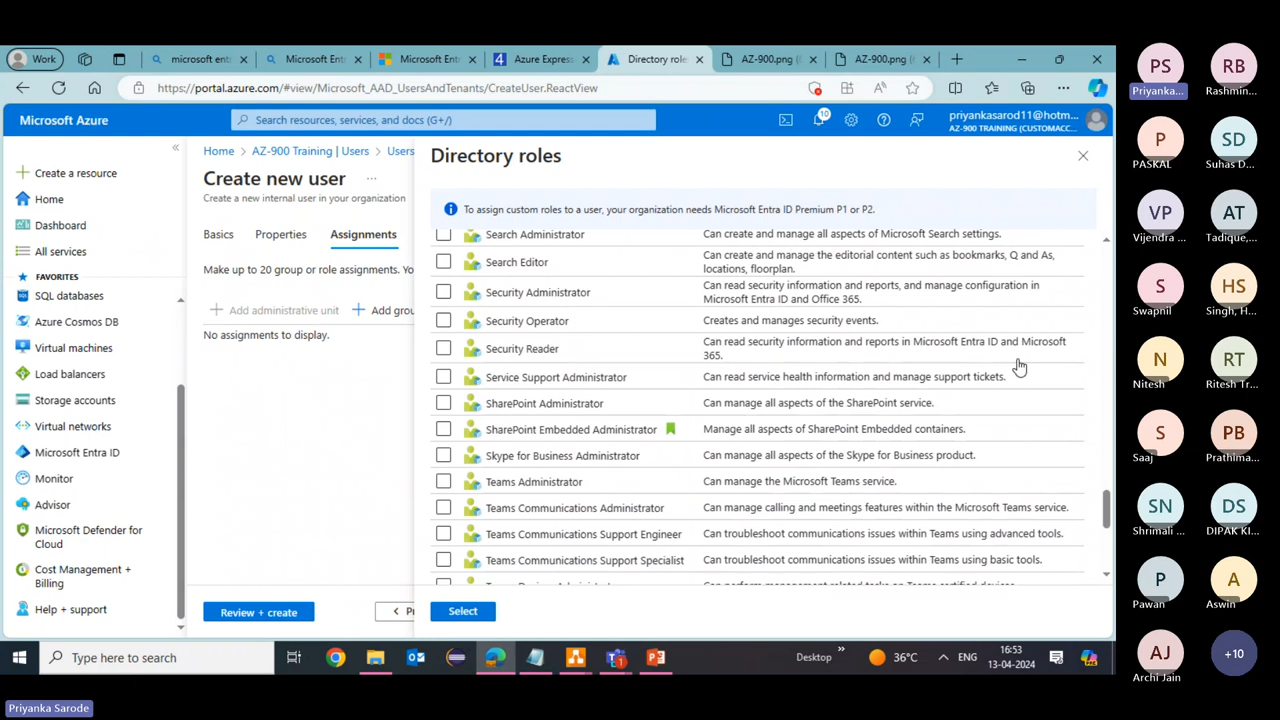 Work
microsoft ent
Microsoft Ent
Microsoft Ent
Azure Expres
Directory role
AZ-900.png (
AZ-900.png (
https://portal.azure.com/#view/Microsoft_AAD_UsersAndTenants/CreateUser.ReactView
Microsoft Azure
Search resources, services, and docs (G+/)
10
priyankasarod11@hotm...
AZ-900 TRAINING (CUSTOMACC...
Create a resource
Home
Dashboard
All services
FAVORITES
SQL databases
Azure Cosmos DB
Virtual machines
Load balancers
Storage accounts
Virtual networks
Microsoft Entra ID
Monitor
Advisor
Microsoft Defender for
Cloud
Cost Management +
Billing
Help + support
Home > AZ-900 Training | Users > Users
Create new user ...
Create a new internal user in your organization
Basics
Properties
Assignments
Make up to 20 group or role assignments. Yo
Add administrative unit
Add grou
No assignments to display.
Review + create
< Pr
Directory roles
To assign custom roles to a user, your organization needs Microsoft Entra ID Premium P1 or P2.
Search Administrator
Can create and manage all aspects of Microsoft Search settings.
Search Editor
Can create and manage the editorial content such as bookmarks, Q and As,
locations, floorplan.
Security Administrator
Can read security information and reports, and manage configuration in
Microsoft Entra ID and Office 365.
Security Operator
Creates and manages security events.
Security Reader
Can read security information and reports in Microsoft Entra ID and Microsoft
365.
Service Support Administrator
Can read service health information and manage support tickets.
SharePoint Administrator
Can manage all aspects of the SharePoint service.
SharePoint Embedded Administrator
Manage all aspects of SharePoint Embedded containers.
Skype for Business Administrator
Can manage all aspects of the Skype for Business product.
Teams Administrator
Can manage the Microsoft Teams service.
Teams Communications Administrator
Can manage calling and meetings features within the Microsoft Teams service.
Teams Communications Support Engineer
Can troubleshoot communications issues within Teams using advanced tools.
Teams Communications Support Specialist
Can troubleshoot communications issues within Teams using basic tools.
Select
Type here to search
Desktop
36°C
ENG
16:53
13-04-2024
PS
Priyanka...
RB
Rashmin...
P
PASKAL
SD
Suhas D...
VP
Vijendra ...
AT
Tadique,...
S
Swapnil
HS
Singh, H...
N
Nitesh
RT
Ritesh Tr...
S
Saaj
PB
Prathima...
SN
Shrimali ...
DS
DIPAK KI...
P
Pawan
A
Aswin
AJ
Archi Jain
+10
Priyanka Sarode